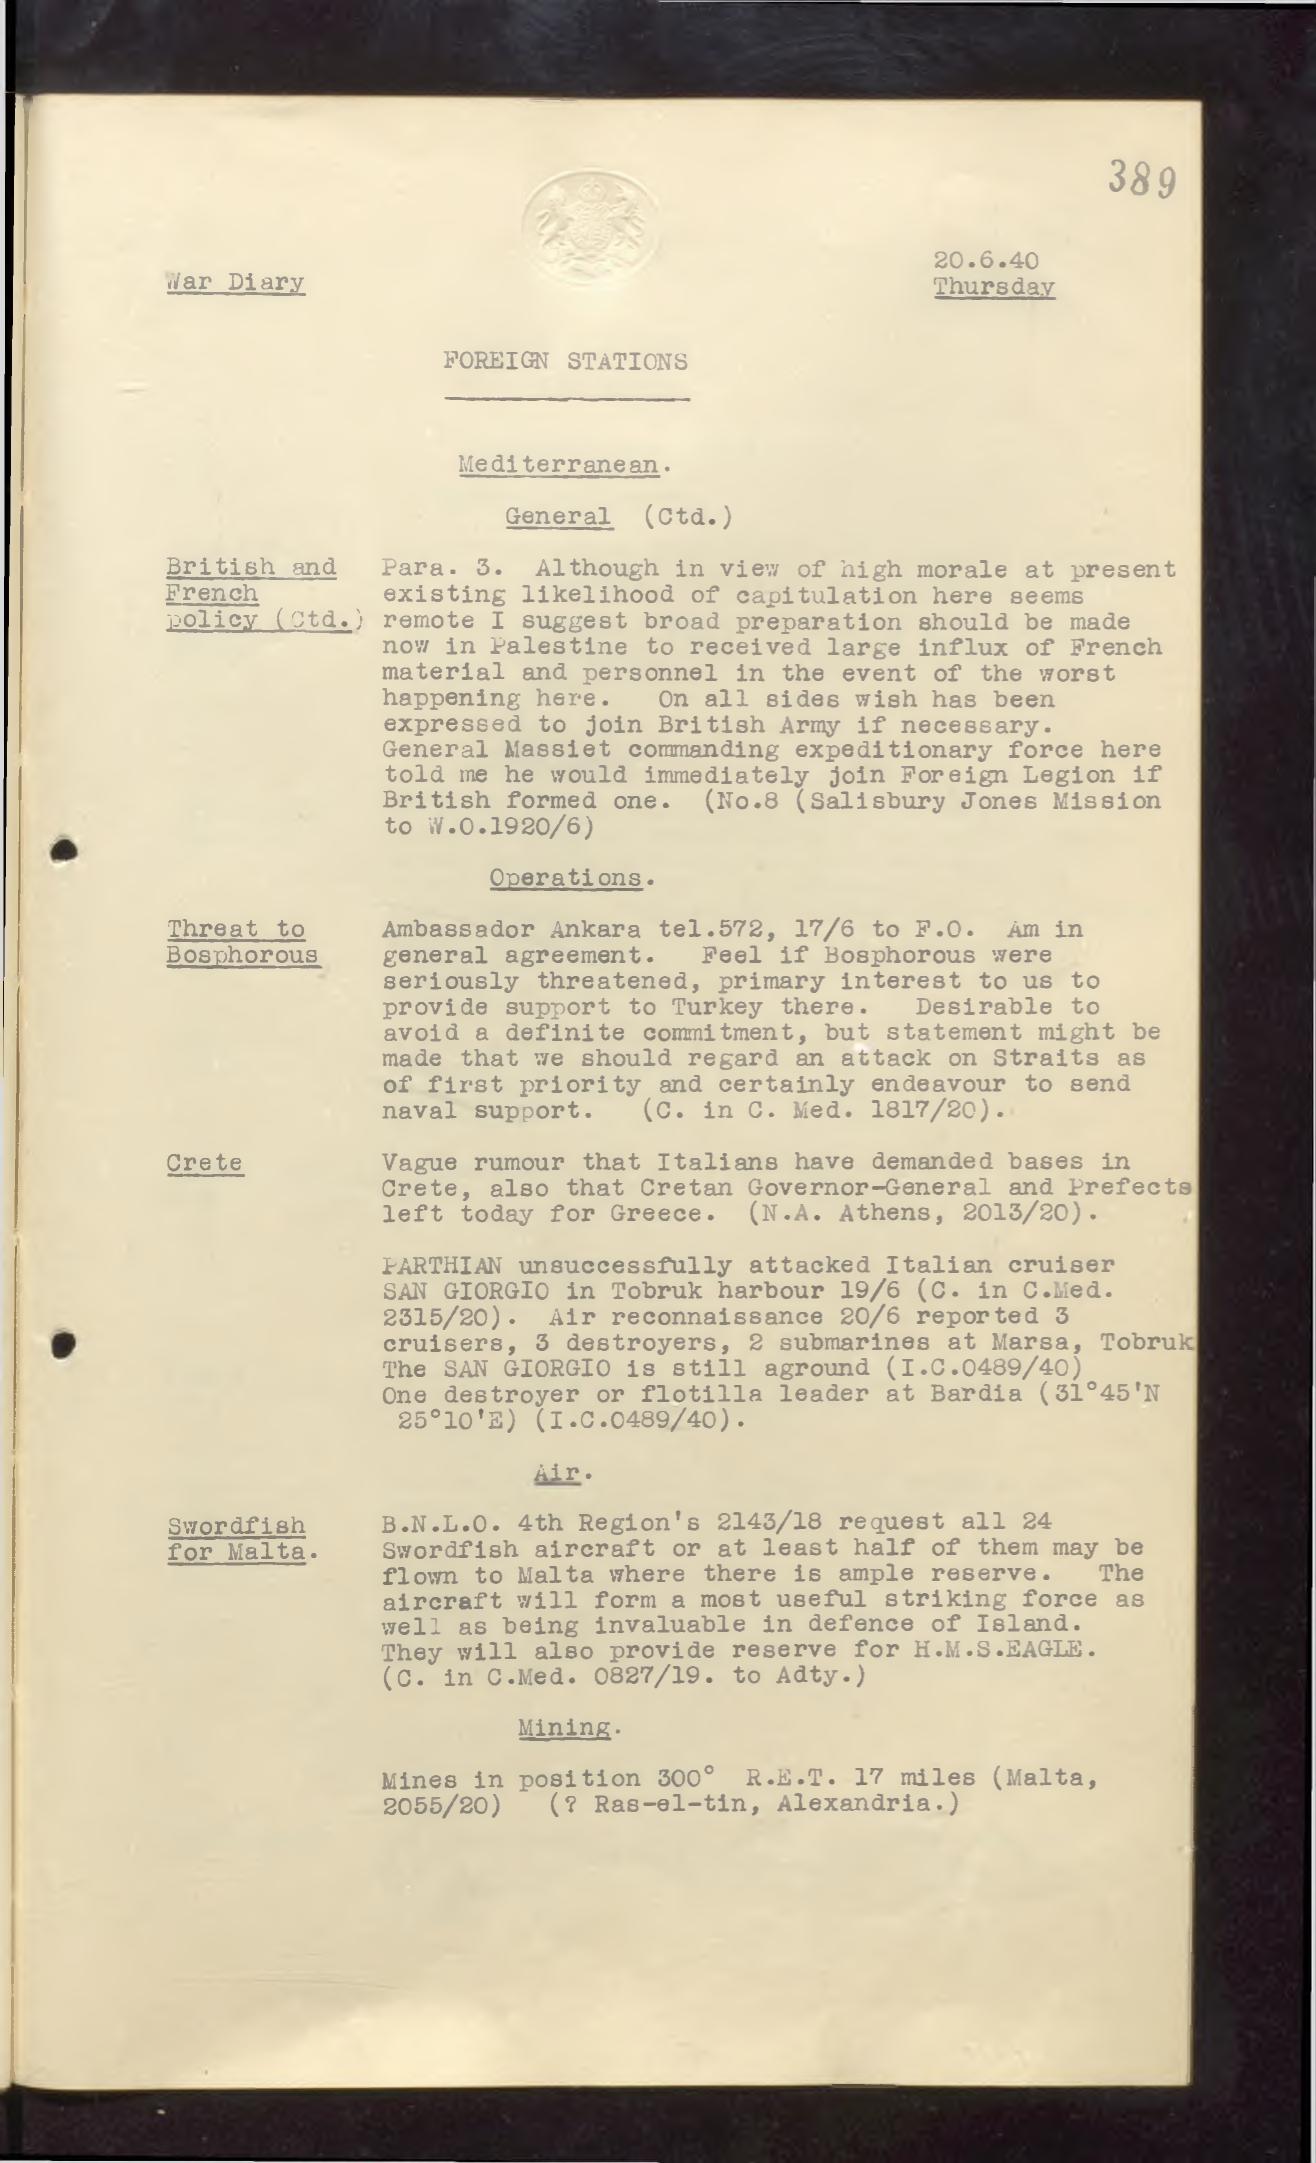 389
20.6.40
War Diary
Thursday
FOREIGN STATIONS
Mediterranean.
General (Ctd.)
British and
French
policy (Ctd.)
Para. 3. Although in view of high morale at present
existing likelihood of capitulation here seems
remote I suggest broad preparation should be made
now in Palestine to received large influx of French
material and personnel in the event of the worst
happening here. On all sides wish has been
expressed to join British Army if necessary.
General Massiet commanding expeditionary force here
told me he would immediately join Foreign Legion if
British formed one. (No.8 (Salisbury Jones Mission
to W.O.1920/6)
Operations.
Threat to
Bosphorous
Ambassador Ankara tel.572, 17/6 to F.O. Am in
general agreement. Feel if Bosphorous were
seriously threatened, primary interest to us to
provide support to Turkey there. Desirable to
avoid a definite commitment, but statement might be
made that we should regard an attack on Straits as
of first priority and certainly endeavour to send
naval support. (C. in C. Med. 1817/20).
Crete
Vague rumour that Italians have demanded bases in
Crete, also that Cretan Governor-General and Prefects
left today for Greece. (N.A. Athens, 2013/20).
PARTHIAN unsuccessfully attacked Italian cruiser
SAN GIORGIO in Tobruk harbour 19/6 (C. in C.Med.
2315/20). Air reconnaissance 20/6 reported 3
cruisers, 3 destroyers, 2 submarines at Marsa, Tobruk
The SAN GIORGIO is still aground (I.C.0489/40)
One destroyer or flotilla leader at Bardia (31°45'N
25°10'E) (I.C.0489/40).
Air.
Swordfish
for Malta.
B.N.L.O. 4th Region's 2143/18 request all 24
Swordfish aircraft or at least half of them may be
flown to Malta where there is ample reserve. The
aircraft will form a most useful striking force as
well as being invaluable in defence of Island.
They will also provide reserve for H.M.S.EAGLE.
(C. in C.Med. 0827/19. to Adty.)
Mining.
Mines in position 300° R.E.T. 17 miles (Malta,
2055/20) (? Ras-el-tin, Alexandria.)